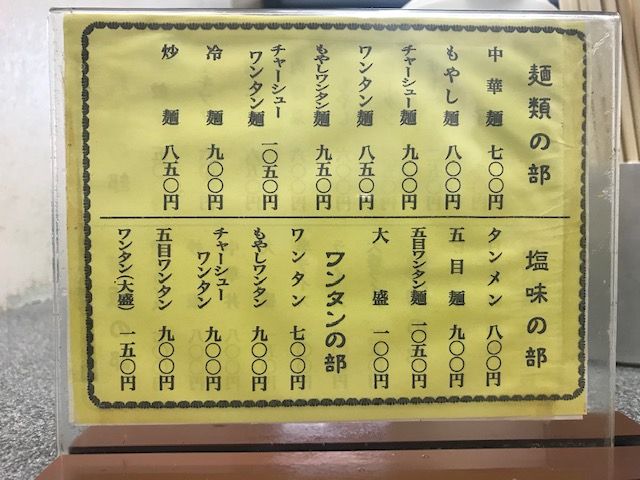 麺類の部
中華麺 七〇〇円
もやし麺 八〇〇円
チャーシュー麺 九〇〇円
ワンタン麺 八五〇円
もやしワンタン麺 九五〇円
チャーシューワンタン麺 一〇五〇円
冷麺 九〇〇円
炒麺 八五〇円
塩味の部
タンメン 八〇〇円
五目麺 九〇〇円
五目ワンタン麺 一〇五〇円
大盛 一〇〇円
ワンタンの部
ワンタン 七〇〇円
もやしワンタン 九〇〇円
チャーシューワンタン 九〇〇円
五目ワンタン 九〇〇円
ワンタン(大盛) 一五〇円